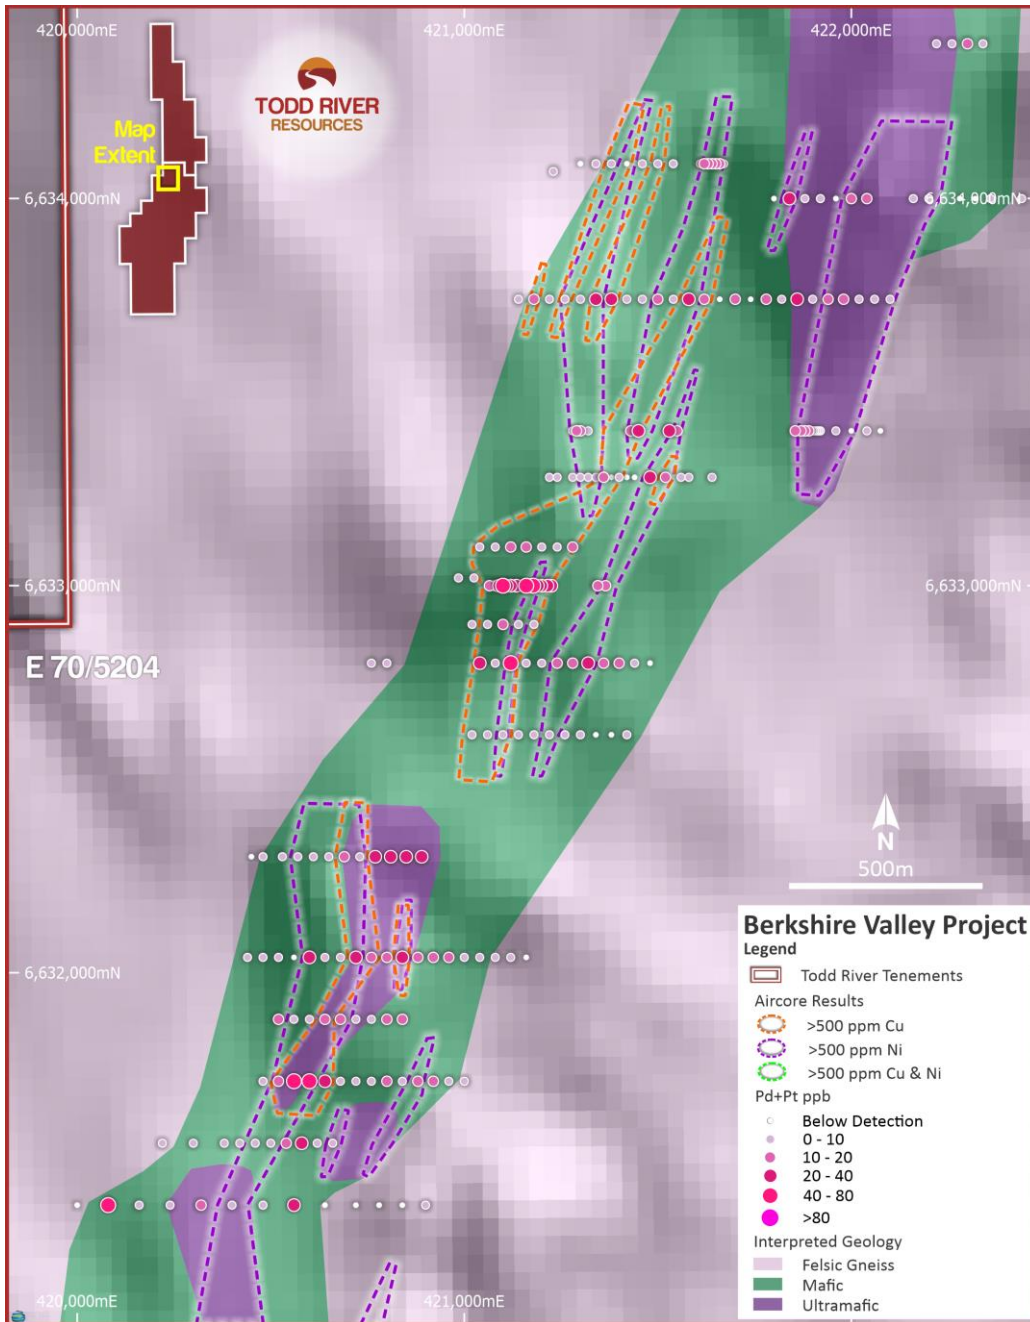 420,000mE
421,000mE
422,000mE
TODD RIVER
RESOURCES
Map
Extent
6,634,000mN
6,634,000mN
6,633,000mN
6,633,000mN
E 70/5204
N
500m
6,632,000mN
Berkshire Valley Project
Legend
Todd River Tenements
Aircore Results
>500 ppm Cu
>500 ppm Ni
>500 ppm Cu & Ni
Pd+Pt ppb
Below Detection
0 - 10
10 - 20
20 - 40
40 - 80
>80
Interpreted Geology
Felsic Gneiss
Mafic
Ultramafic
420,000mE
421,000mE